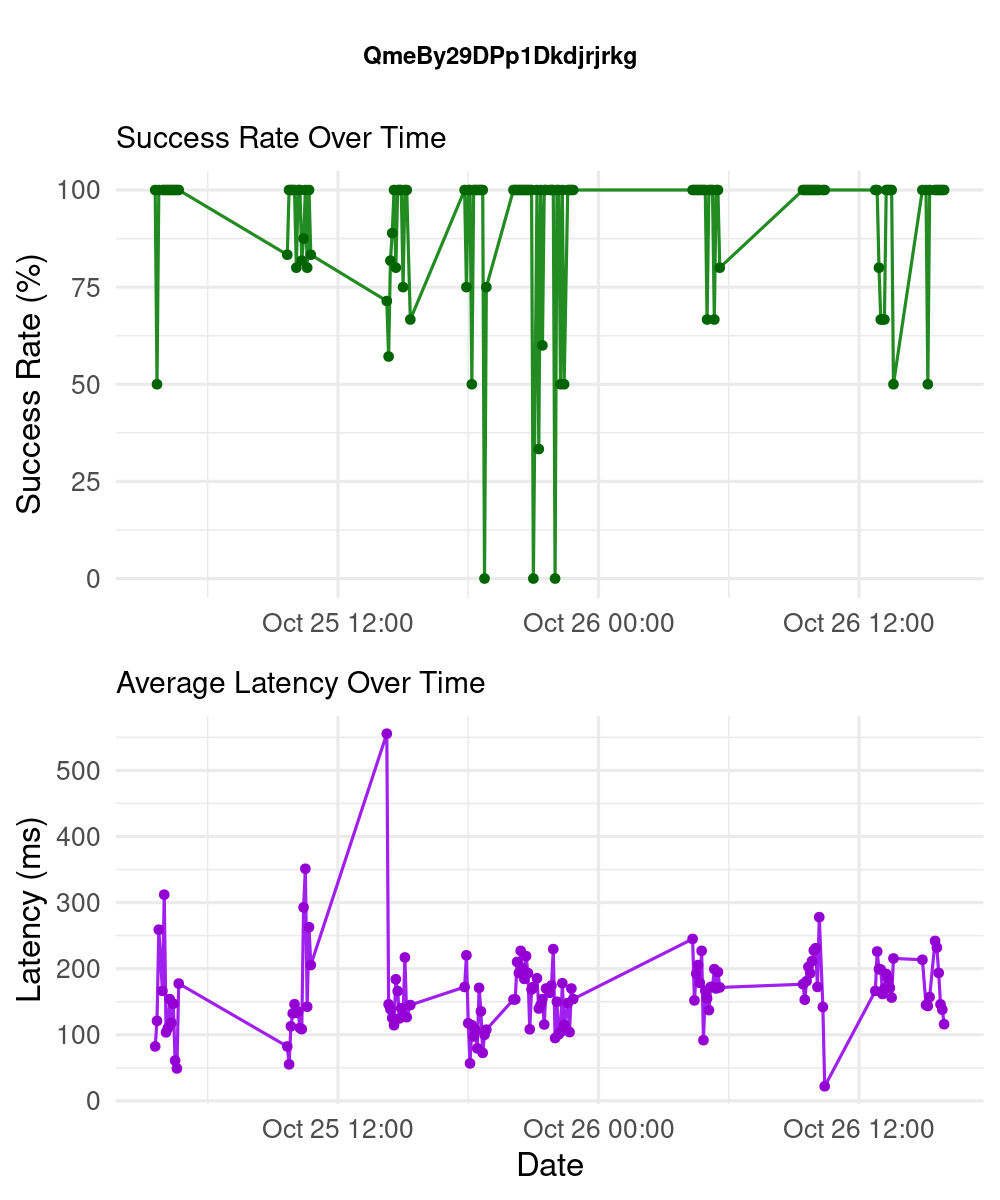 QmeBy29DPp1Dkdjrjrkg
Success Rate Over Time
Success Rate (%)
100
75
50
25
0
Oct 25 12:00 Oct 26 00:00 Oct 26 12:00
Average Latency Over Time
Latency (ms)
500
400
300
200
100
0
Oct 25 12:00 Oct 26 00:00 Oct 26 12:00
Date